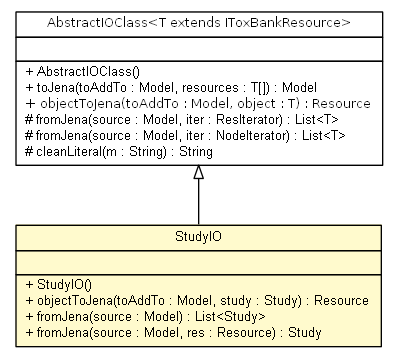 AbstractIOClass<T extends IToxBankResource>
+ AbstractIOClass()
+ toJena(toAddTo : Model, resources : T[]) : Model
+ objectToJena(toAddTo : Model, object : T) : Resource
# fromJena(source : Model, iter : ResIterator) : List<T>
# fromJena(source : Model, iter : NodeIterator) : List<T>
# cleanLiteral(m : String) : String
StudyIO
+ StudyIO()
+ objectToJena(toAddTo : Model, study : Study) : Resource
+ fromJena(source : Model) : List<Study>
+ fromJena(source : Model, res : Resource) : Study